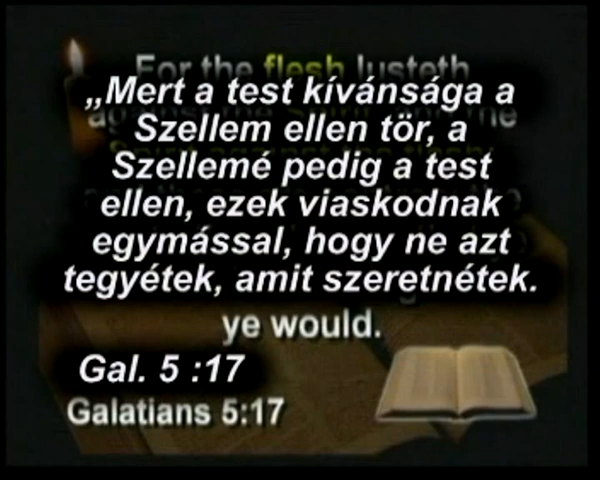 For the flesh lusteth
„Mert a test kívánsága a
Szellem ellen tör, a
Szellemé pedig a test
ellen, ezek viaskodnak
egymással, hogy ne azt
tegyétek, amit szeretnétek.
ye would.
Gal. 5 :17
Galatians 5:17